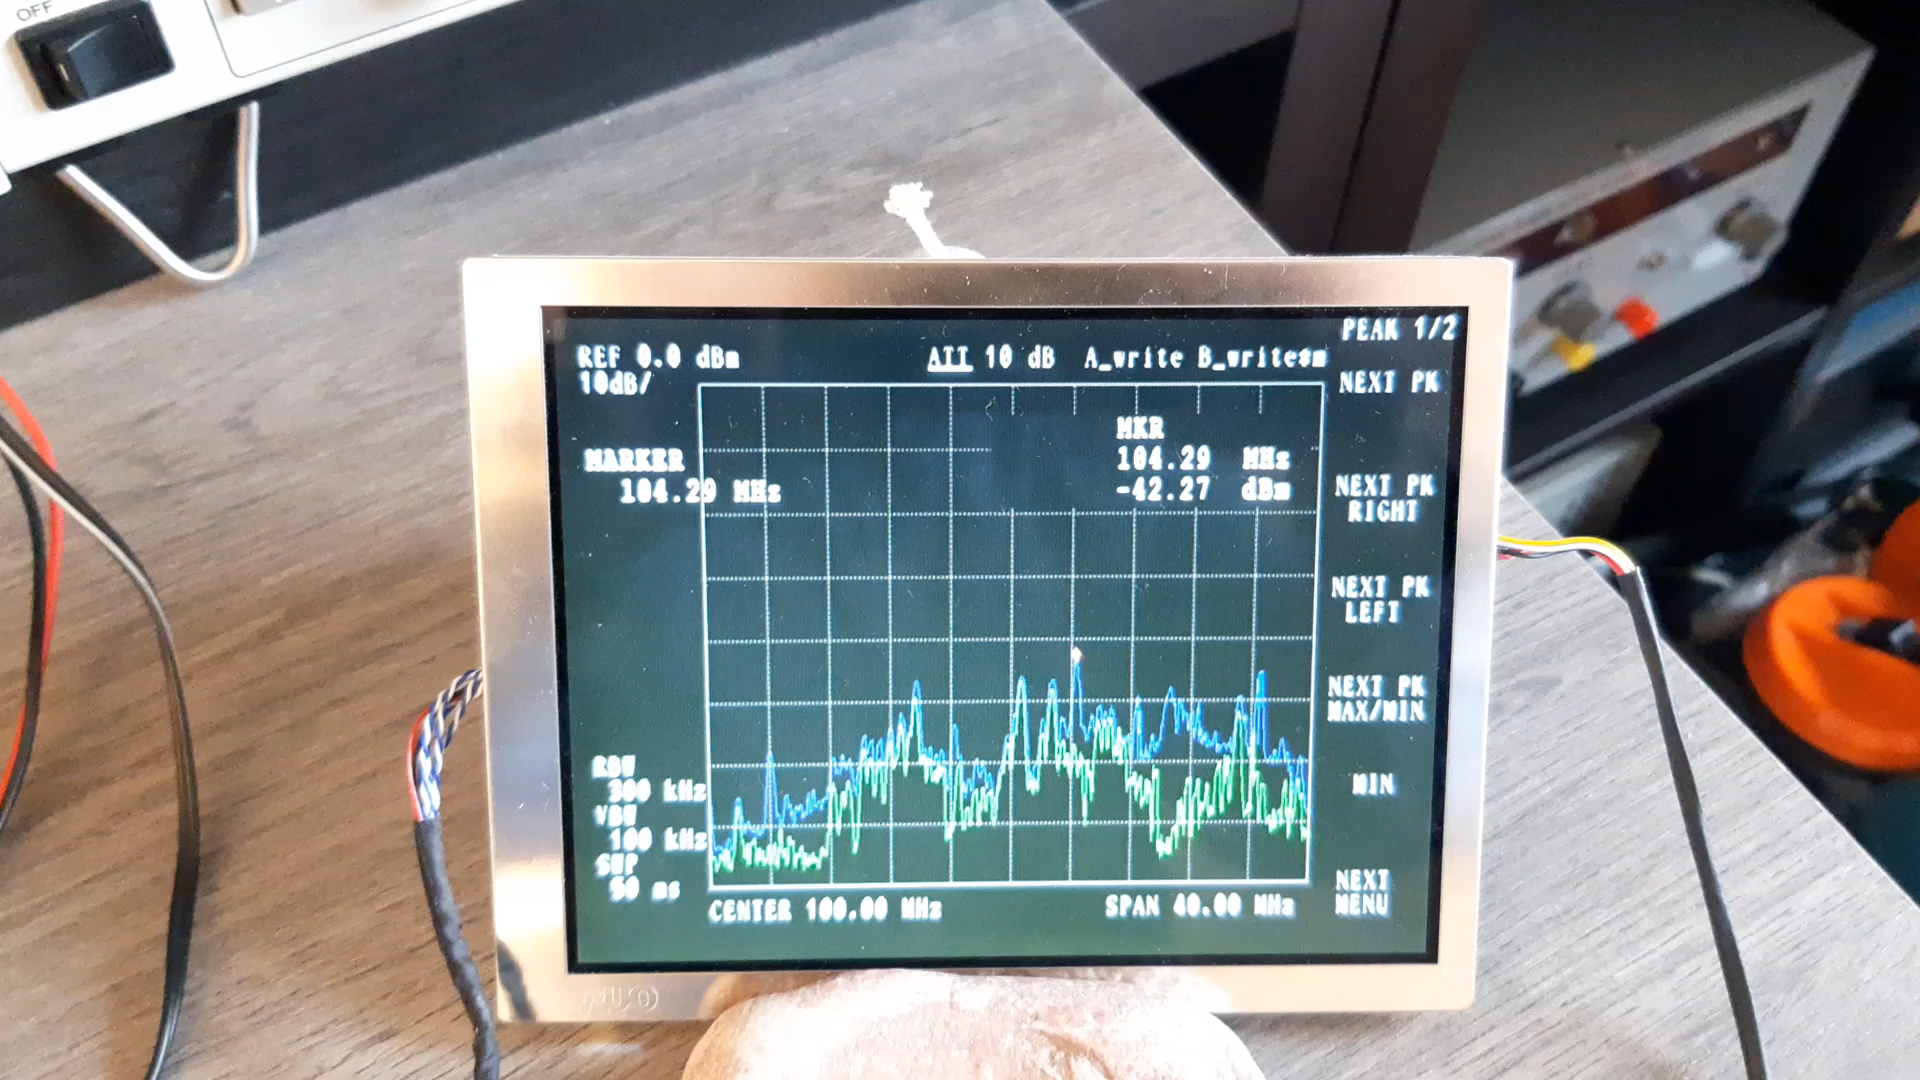 OFF
PEAK 1/2
REF 0.0 dBm
ATT 10 dB A_write B_write*m
10dB/
NEXT PK
MKR
MARKER
104.29 MHz
104.29 MHz
-42.27 dBm
NEXT PK
RIGHT
NEXT PK
LEFT
NEXT PK
MAX/MIN
RBW
300 kHz
MIN
VBW
100 kHz
SWP
50 ms
NEXT
MENU
CENTER 100.00 MHz
SPAN 40.00 MHz